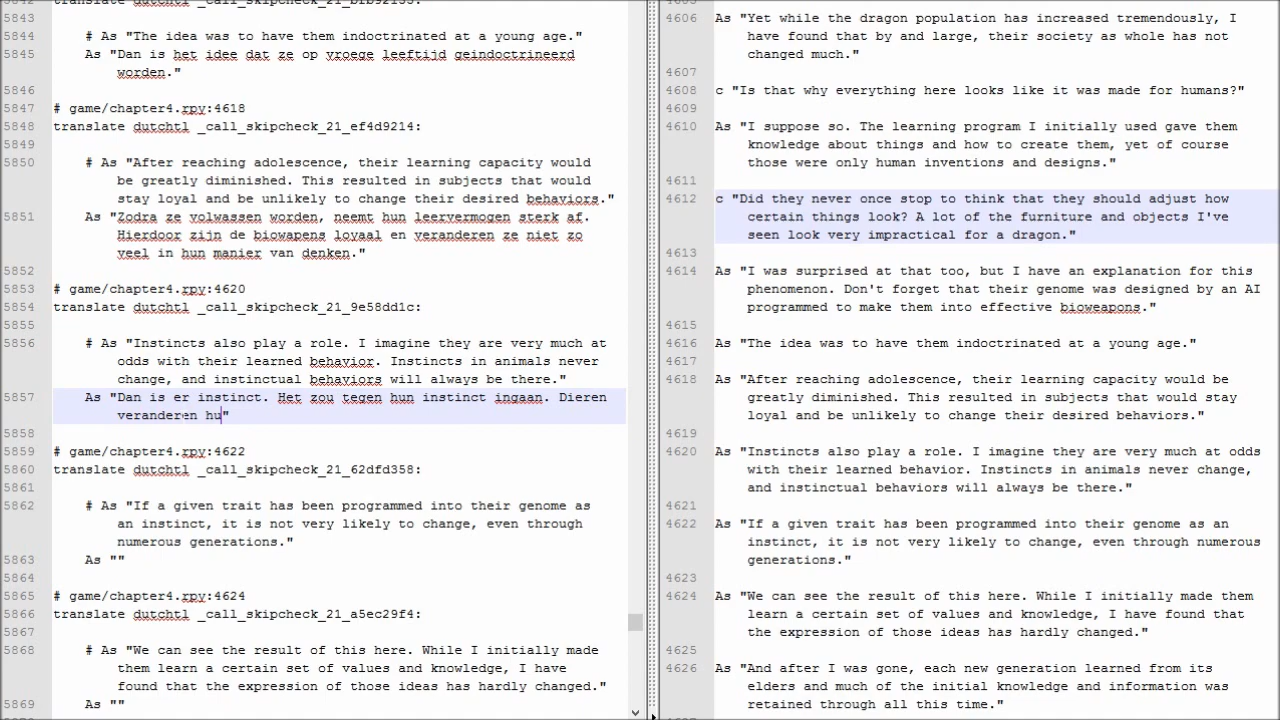 5842
translate dutchtl _call_skipcheck_21_
5843
5844 # As "The idea was to have them indoctrinated at a young age."
5845 As "Dan is het idee dat ze op vroege leeftijd geindoctrineerd
worden."
5846
5847 # game/chapter4.rpy:4618
5848 translate dutchtl _call_skipcheck_21_ef4d9214:
5849
5850 # As "After reaching adolescence, their learning capacity would
be greatly diminished. This resulted in subjects that would
stay loyal and be unlikely to change their desired behaviors."
5851 As "Zodra ze volwassen worden, neemt hun leervermogen sterk af.
Hierdoor zijn de biowapens loyaal en veranderen ze niet zo
veel in hun manier van denken."
5852
5853 # game/chapter4.rpy:4620
5854 translate dutchtl _call_skipcheck_21_9e58dd1c:
5855
5856 # As "Instincts also play a role. I imagine they are very much at
odds with their learned behavior. Instincts in animals never
change, and instinctual behaviors will always be there."
5857 As "Dan is er instinct. Het zou tegen hun instinct ingaan. Dieren
veranderen hu"
5858
5859 # game/chapter4.rpy:4622
5860 translate dutchtl _call_skipcheck_21_62dfd358:
5861
5862 # As "If a given trait has been programmed into their genome as
an instinct, it is not very likely to change, even through
numerous generations."
5863 As ""
5864
5865 # game/chapter4.rpy:4624
5866 translate dutchtl _call_skipcheck_21_a5ec29f4:
5867
5868 # As "We can see the result of this here. While I initially made
them learn a certain set of values and knowledge, I have
found that the expression of those ideas has hardly changed."
5869 As ""
4606 As "Yet while the dragon population has increased tremendously, I
have found that by and large, their society as whole has not
changed much."
4607
4608 c "Is that why everything here looks like it was made for humans?"
4609
4610 As "I suppose so. The learning program I initially used gave them
knowledge about things and how to create them, yet of course
those were only human inventions and designs."
4611
4612 c "Did they never once stop to think that they should adjust how
certain things look? A lot of the furniture and objects I've
seen look very impractical for a dragon."
4613
4614 As "I was surprised at that too, but I have an explanation for this
phenomenon. Don't forget that their genome was designed by an AI
programmed to make them into effective bioweapons."
4615
4616 As "The idea was to have them indoctrinated at a young age."
4617
4618 As "After reaching adolescence, their learning capacity would be
greatly diminished. This resulted in subjects that would stay
loyal and be unlikely to change their desired behaviors."
4619
4620 As "Instincts also play a role. I imagine they are very much at odds
with their learned behavior. Instincts in animals never change,
and instinctual behaviors will always be there."
4621
4622 As "If a given trait has been programmed into their genome as an
instinct, it is not very likely to change, even through numerous
generations."
4623
4624 As "We can see the result of this here. While I initially made them
learn a certain set of values and knowledge, I have found that
the expression of those ideas has hardly changed."
4625
4626 As "And after I was gone, each new generation learned from its
elders and much of the initial knowledge and information was
retained through all this time."